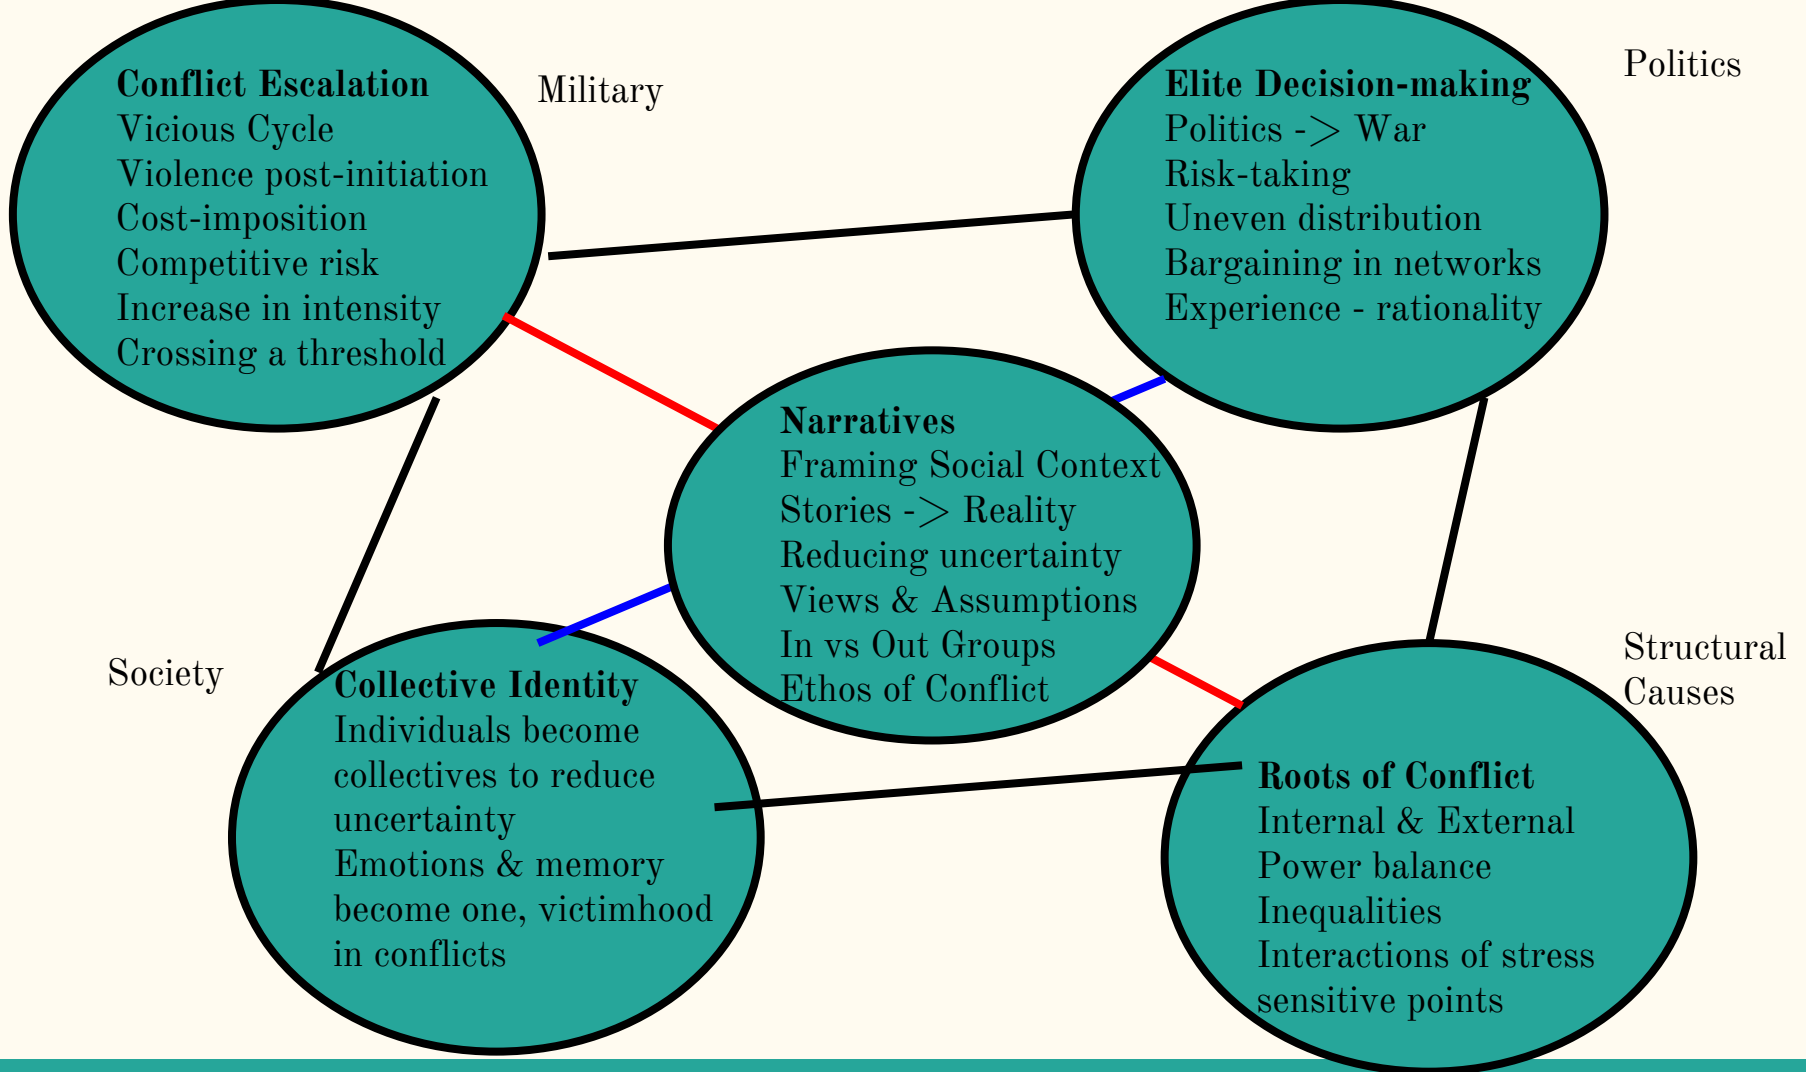 Conflict Escalation
Vicious Cycle
Violence post-initiation
Cost-imposition
Competitive risk
Increase in intensity
Crossing a threshold
Military
Elite Decision-making
Politics -> War
Risk-taking
Uneven distribution
Bargaining in networks
Experience - rationality
Politics
Narratives
Framing Social Context
Stories -> Reality
Reducing uncertainty
Views & Assumptions
In vs Out Groups
Ethos of Conflict
Society
Collective Identity
Individuals become
collectives to reduce
uncertainty
Emotions & memory
become one, victimhood
in conflicts
Structural
Causes
Roots of Conflict
Internal & External
Power balance
Inequalities
Interactions of stress
sensitive points